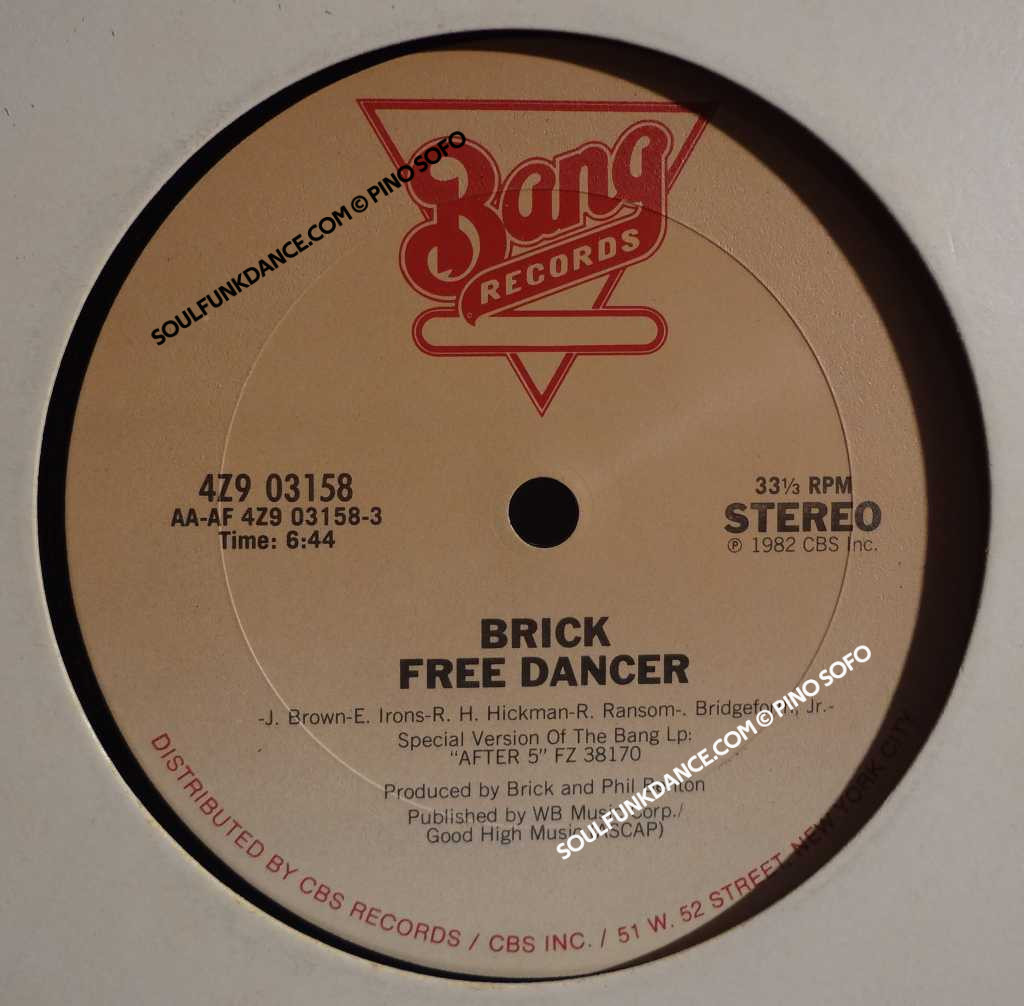 Bang
RECORDS
SOULFUNKDANCE.COM © PINO SOFO
4Z9 03158
AA-AF 4Z9 03158-3
Time: 6:44
33⅓ RPM
STEREO
℗ 1982 CBS Inc.
BRICK
FREE DANCER
-J. Brown-E. Irons-R. H. Hickman-R. Ransom-. Jr.-
Special Version Of The Bang Lp:
"AFTER 5" FZ 38170
Produced by Brick and Phil
Published by WB Music Corp./
Good High Music (ASCAP)
SOULFUNKDANCE.COM © PINO SOFO
DISTRIBUTED BY CBS RECORDS / CBS INC. / 51 W. 52 STREET, NEW YORK CITY